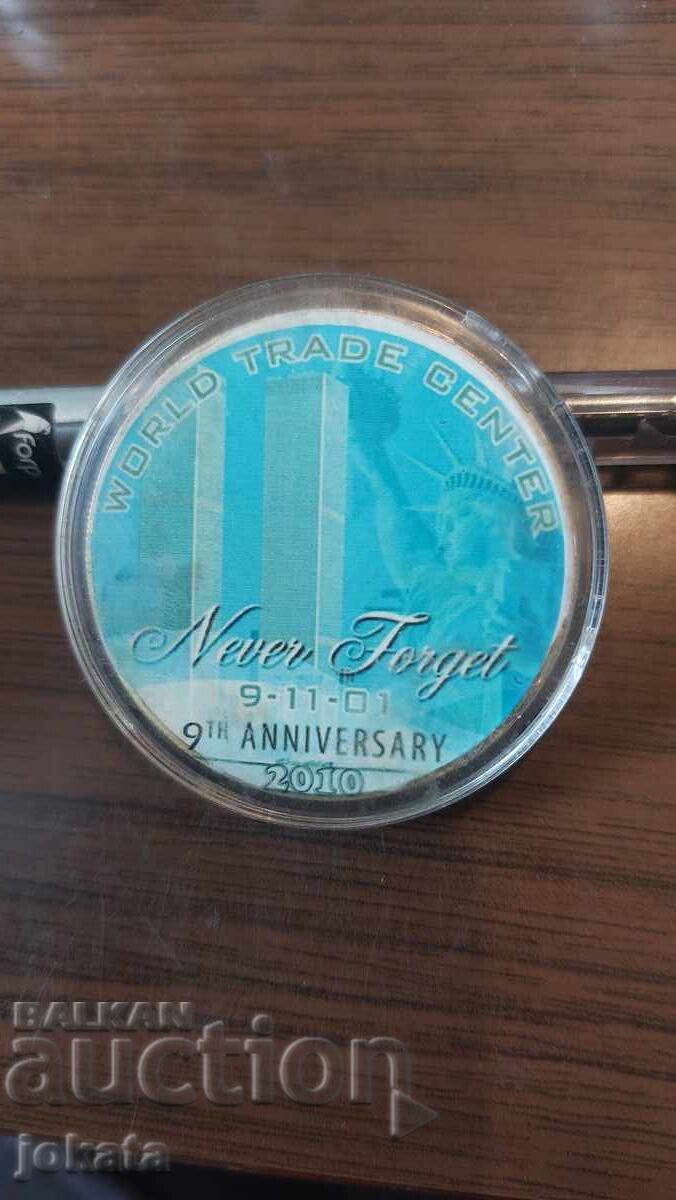 WORLD TRADE CENTER
Never Forget
9-11-01
9TH ANNIVERSARY
2010
BALKAN
auction
jokata